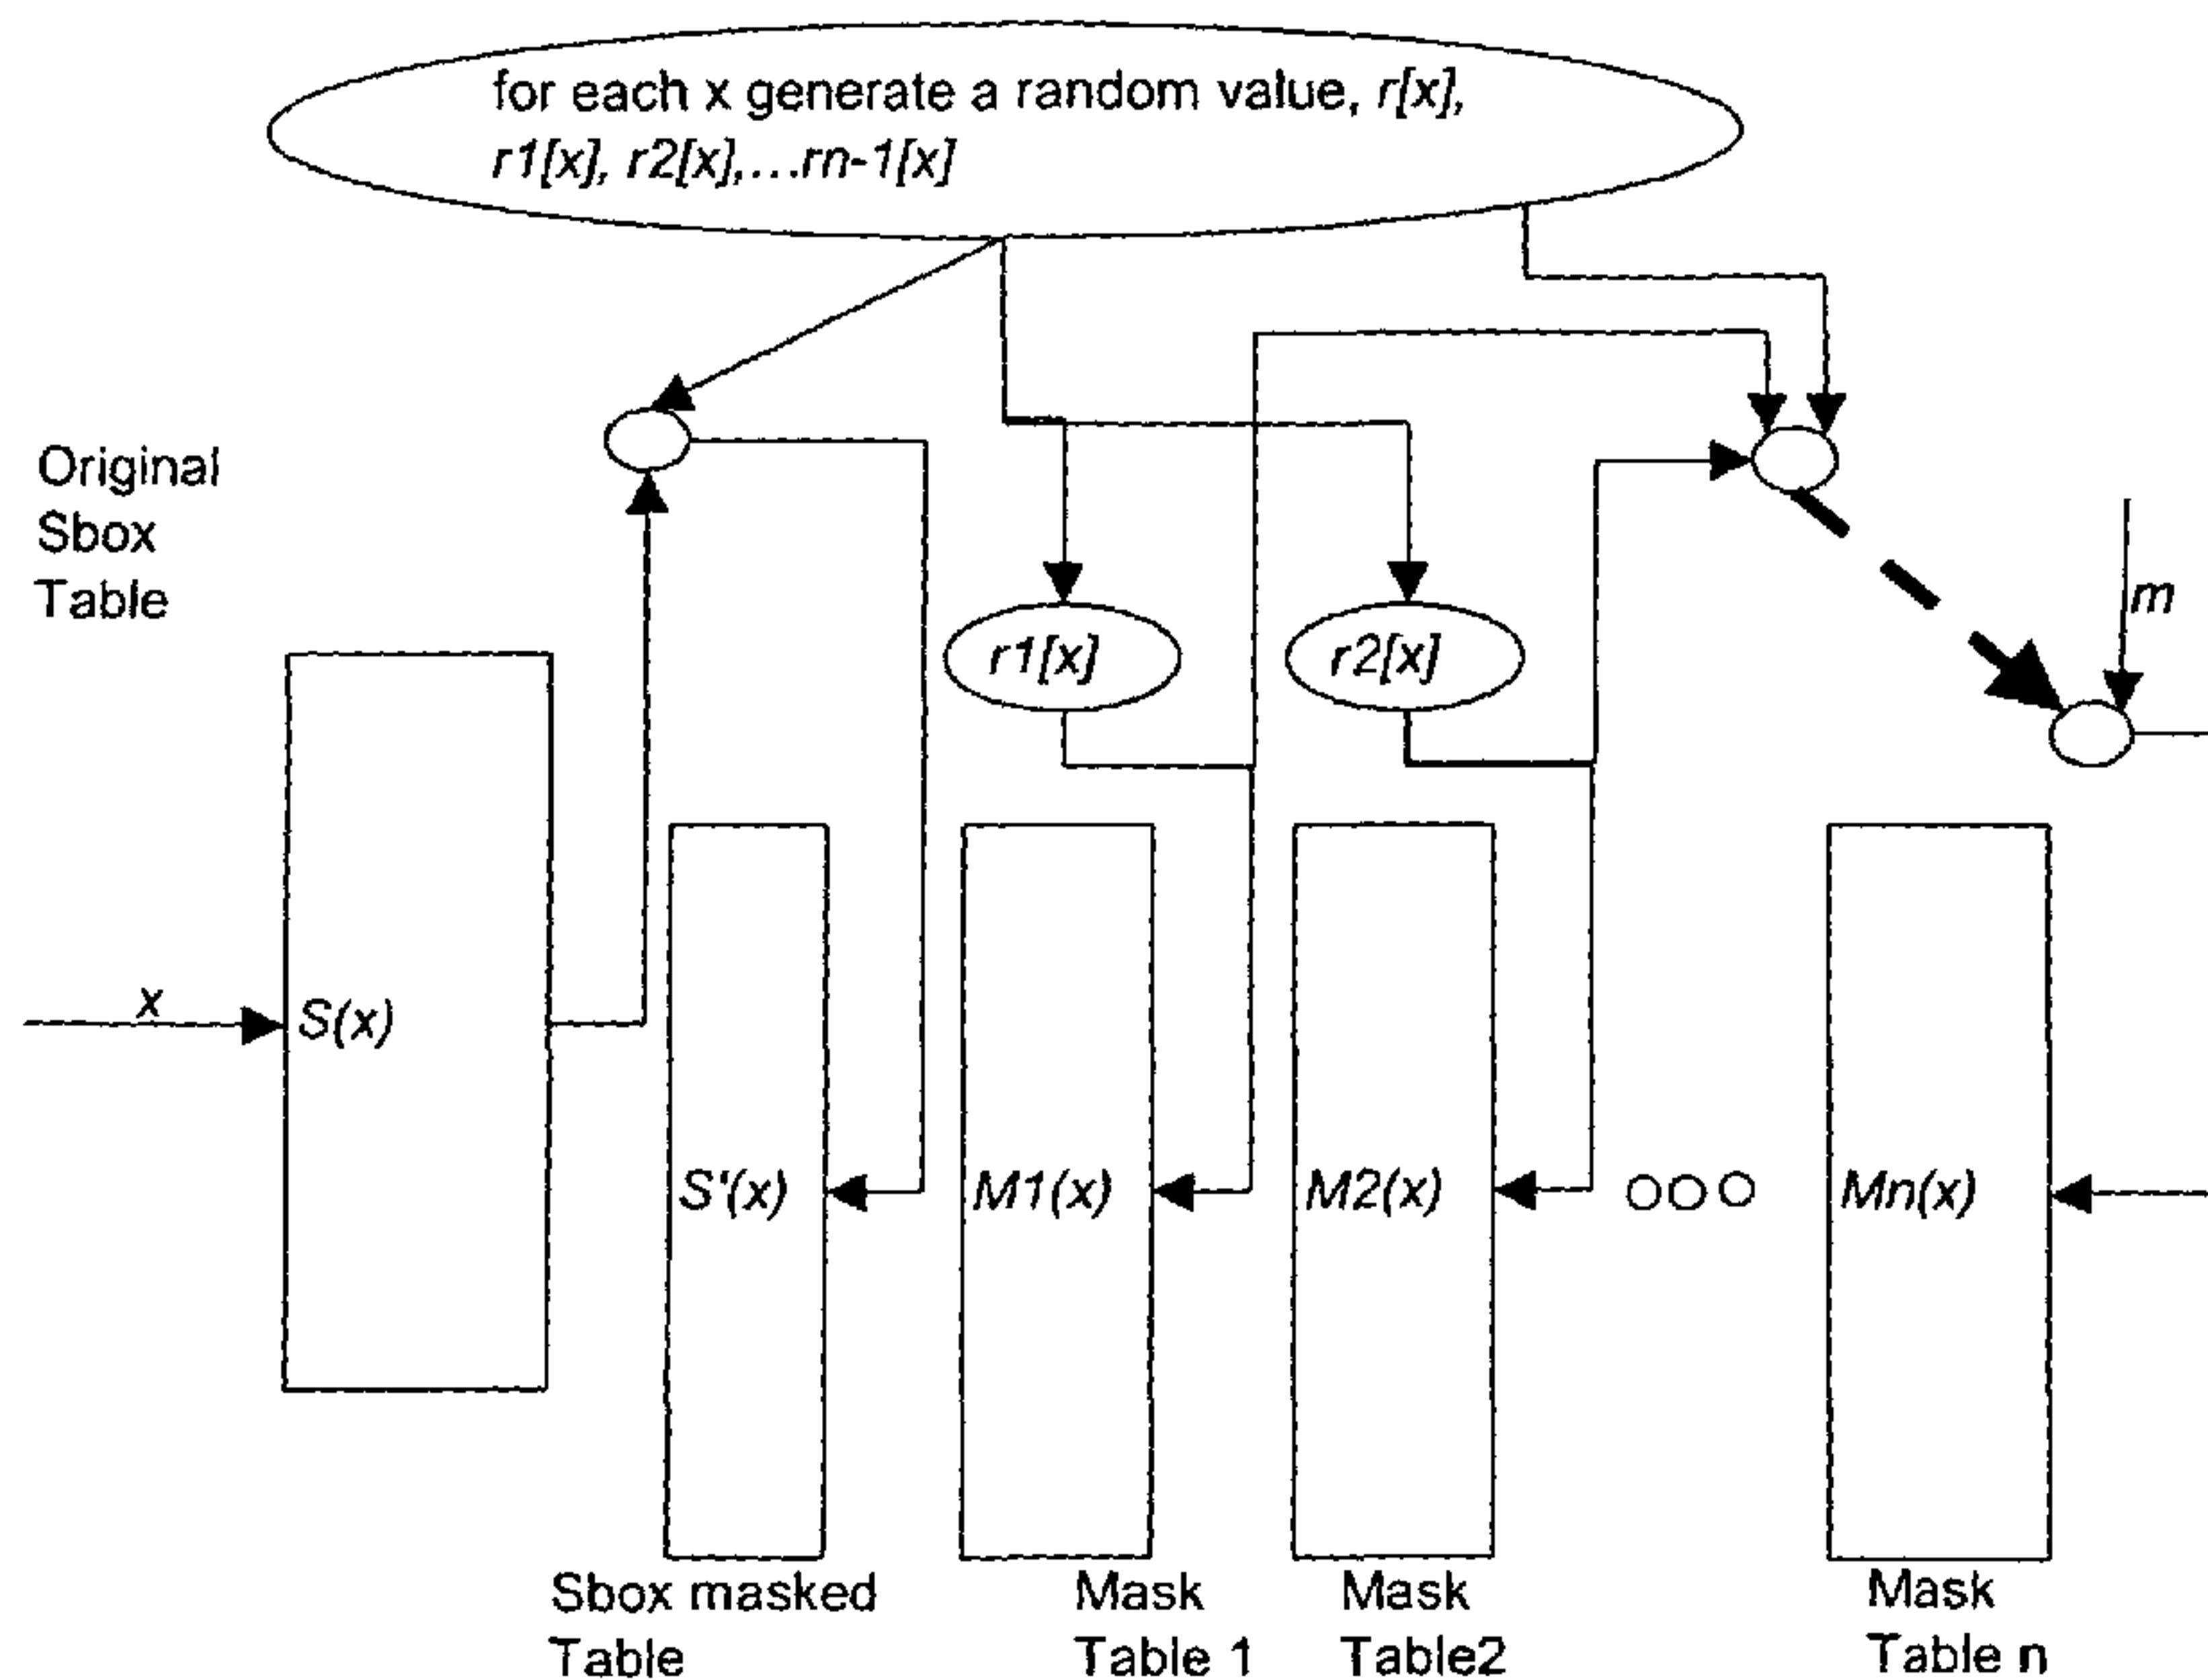 for each x generate a random value, r[x],
r1[x], r2[x],...rn-1[x]
Original
Sbox
Table
m
r1[x]
r2[x]
x
S(x)
S'(x)
M1(x)
M2(x)
Mn(x)
Sbox masked
Table
Mask
Table 1
Mask
Table2
Mask
Table n